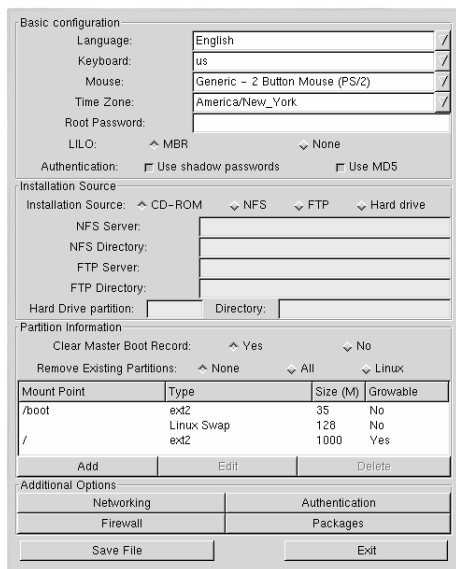 Basic configuration
Language: English
Keyboard: us
Mouse: Generic - 2 Button Mouse (PS/2)
Time Zone: America/New_York
Root Password:
LILO: MBR None
Authentication: Use shadow passwords Use MD5
Installation Source
Installation Source: CD-ROM NFS FTP Hard drive
NFS Server:
NFS Directory:
FTP Server:
FTP Directory:
Hard Drive partition: Directory:
Partition Information
Clear Master Boot Record: Yes No
Remove Existing Partitions: None All Linux
Mount Point Type Size (M) Growable
/boot ext2 35 No
Linux Swap 128 No
/ ext2 1000 Yes
Add Edit Delete
Additional Options
Networking Authentication
Firewall Packages
Save File Exit